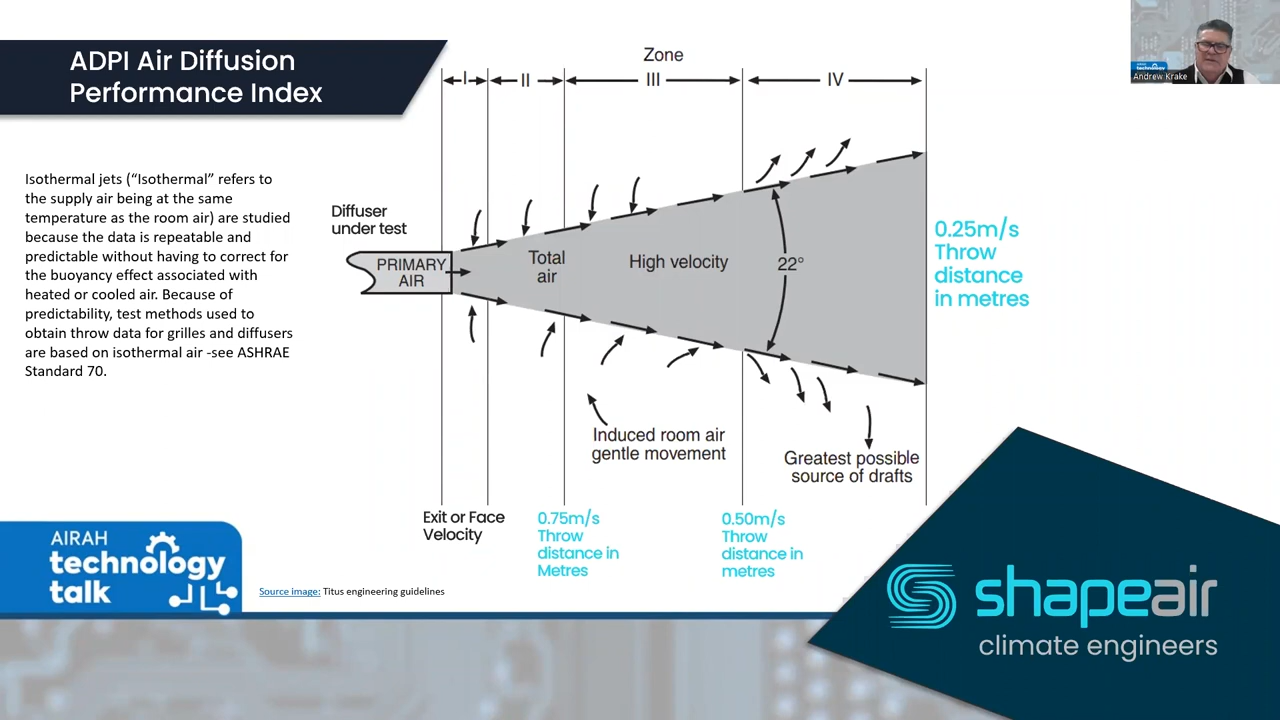 ADPI Air Diffusion
Performance Index
Isothermal jets (“Isothermal” refers to
the supply air being at the same
temperature as the room air) are studied
because the data is repeatable and
predictable without having to correct for
the buoyancy effect associated with
heated or cooled air. Because of
predictability, test methods used to
obtain throw data for grilles and diffusers
are based on isothermal air -see ASHRAE
Standard 70.
Zone
I II III IV
Diffuser
under test
PRIMARY
AIR
Total
air
High velocity
22°
0.25m/s
Throw
distance
in metres
Induced room air
gentle movement
Greatest possible
source of drafts
Exit or Face
Velocity
0.75m/s
Throw
distance in
Metres
0.50m/s
Throw
distance in
metres
Source image: Titus engineering guidelines
AIRAH
technology
talk
shapeair
climate engineers
technology
Andrew Krake